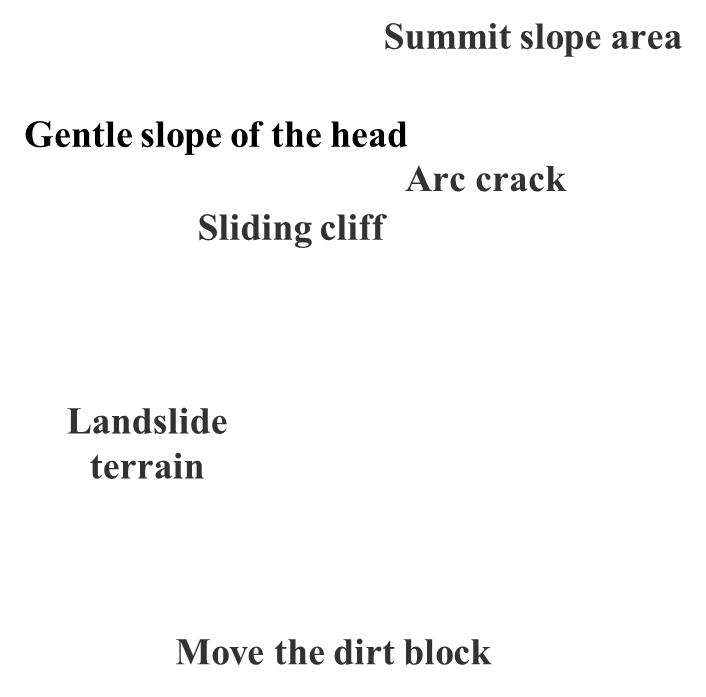 Summit slope area
Gentle slope of the head
Arc crack
Sliding cliff
Landslide
terrain
Move the dirt block